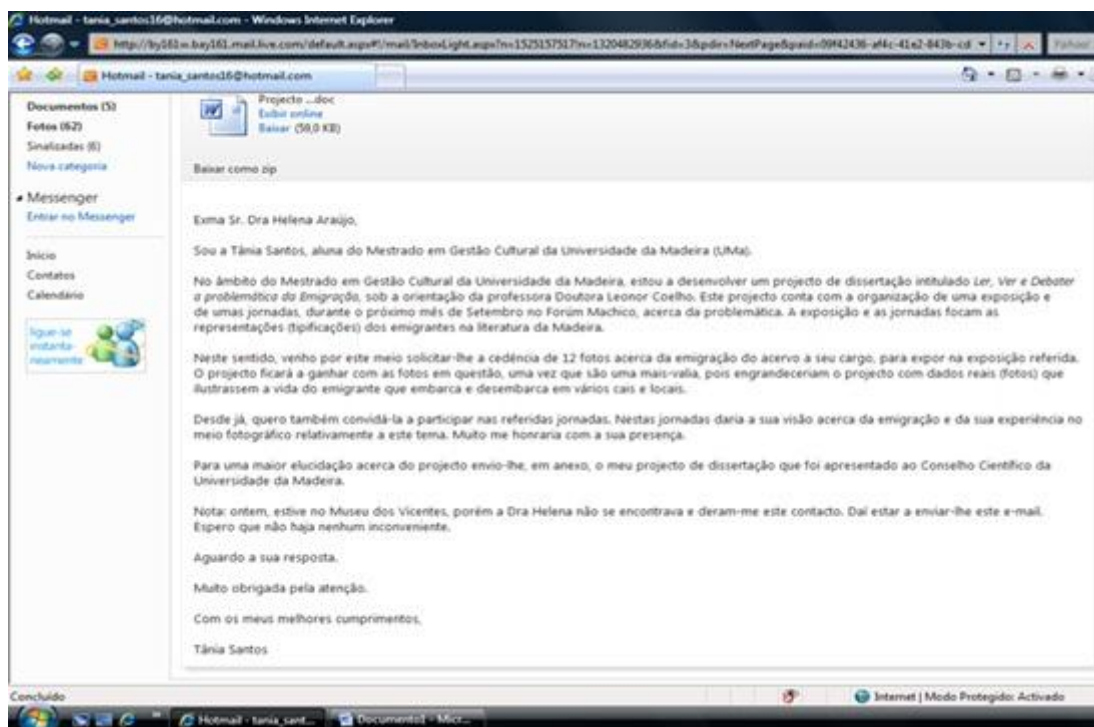 Hotmail - tania_santos16@hotmail.com - Windows Internet Explorer
Hotmail - tania_santos16@hotmail.com
Documentos (5)
Fotos (62)
Sinalizadas (6)
Nova categoria
Messenger
Entrar no Messenger
Início
Contatos
Calendário
ligue-se
instanta-
neamente
Projecto ...doc
Exibir online
Baixar (59,0 KB)
Baixar como zip
Exma Sr. Dra Helena Araújo,
Sou a Tânia Santos, aluna do Mestrado em Gestão Cultural da Universidade da Madeira (UMa).
No âmbito do Mestrado em Gestão Cultural da Universidade da Madeira, estou a desenvolver um projecto de dissertação intitulado Ler, Ver e Debater
a problemática da Emigração, sob a orientação da professora Doutora Leonor Coelho. Este projecto conta com a organização de uma exposição e
de umas jornadas, durante o próximo mês de Setembro no Forúm Machico, acerca da problemática. A exposição e as jornadas focam as
representações (tipificações) dos emigrantes na literatura da Madeira.
Neste sentido, venho por este meio solicitar-lhe a cedência de 12 fotos acerca da emigração do acervo a seu cargo, para expor na exposição referida.
O projecto ficará a ganhar com as fotos em questão, uma vez que são uma mais-valia, pois engrandeceriam o projecto com dados reais (fotos) que
ilustrassem a vida do emigrante que embarca e desembarca em vários cais e locais.
Desde já, quero também convidá-la a participar nas referidas jornadas. Nestas jornadas daria a sua visão acerca da emigração e da sua experiência no
meio fotográfico relativamente a este tema. Muito me honraria com a sua presença.
Para uma maior elucidação acerca do projecto envio-lhe, em anexo, o meu projecto de dissertação que foi apresentado ao Conselho Científico da
Universidade da Madeira.
Nota: ontem, estive no Museu dos Vicentes, porém a Dra Helena não se encontrava e deram-me este contacto. Daí estar a enviar-lhe este e-mail.
Espero que não haja nenhum inconveniente.
Aguardo a sua resposta.
Muito obrigada pela atenção.
Com os meus melhores cumprimentos,
Tânia Santos
Concluído
Internet | Modo Protegido: Activado
Hotmail - tania_sant...
Documento1 - Micr...